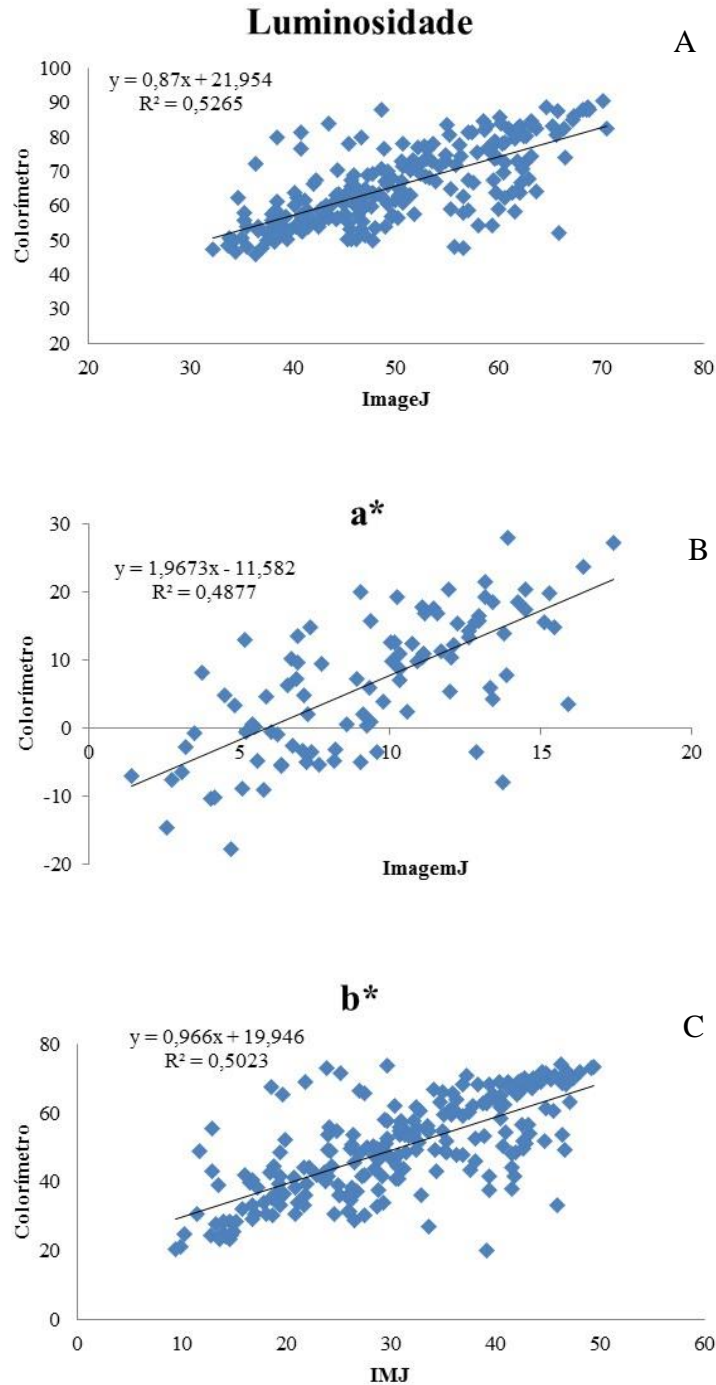 Luminosidade
A
y = 0,87x + 21,954
R² = 0,5265
100
90
80
70
60
50
40
30
20
Colorímetro
20 30 40 50 60 70 80
ImageJ
a*
B
y = 1,9673x - 11,582
R² = 0,4877
30
20
10
0
-10
-20
Colorímetro
0 5 10 15 20
ImagemJ
b*
C
y = 0,966x + 19,946
R² = 0,5023
80
60
40
20
0
Colorímetro
0 10 20 30 40 50 60
IMJ